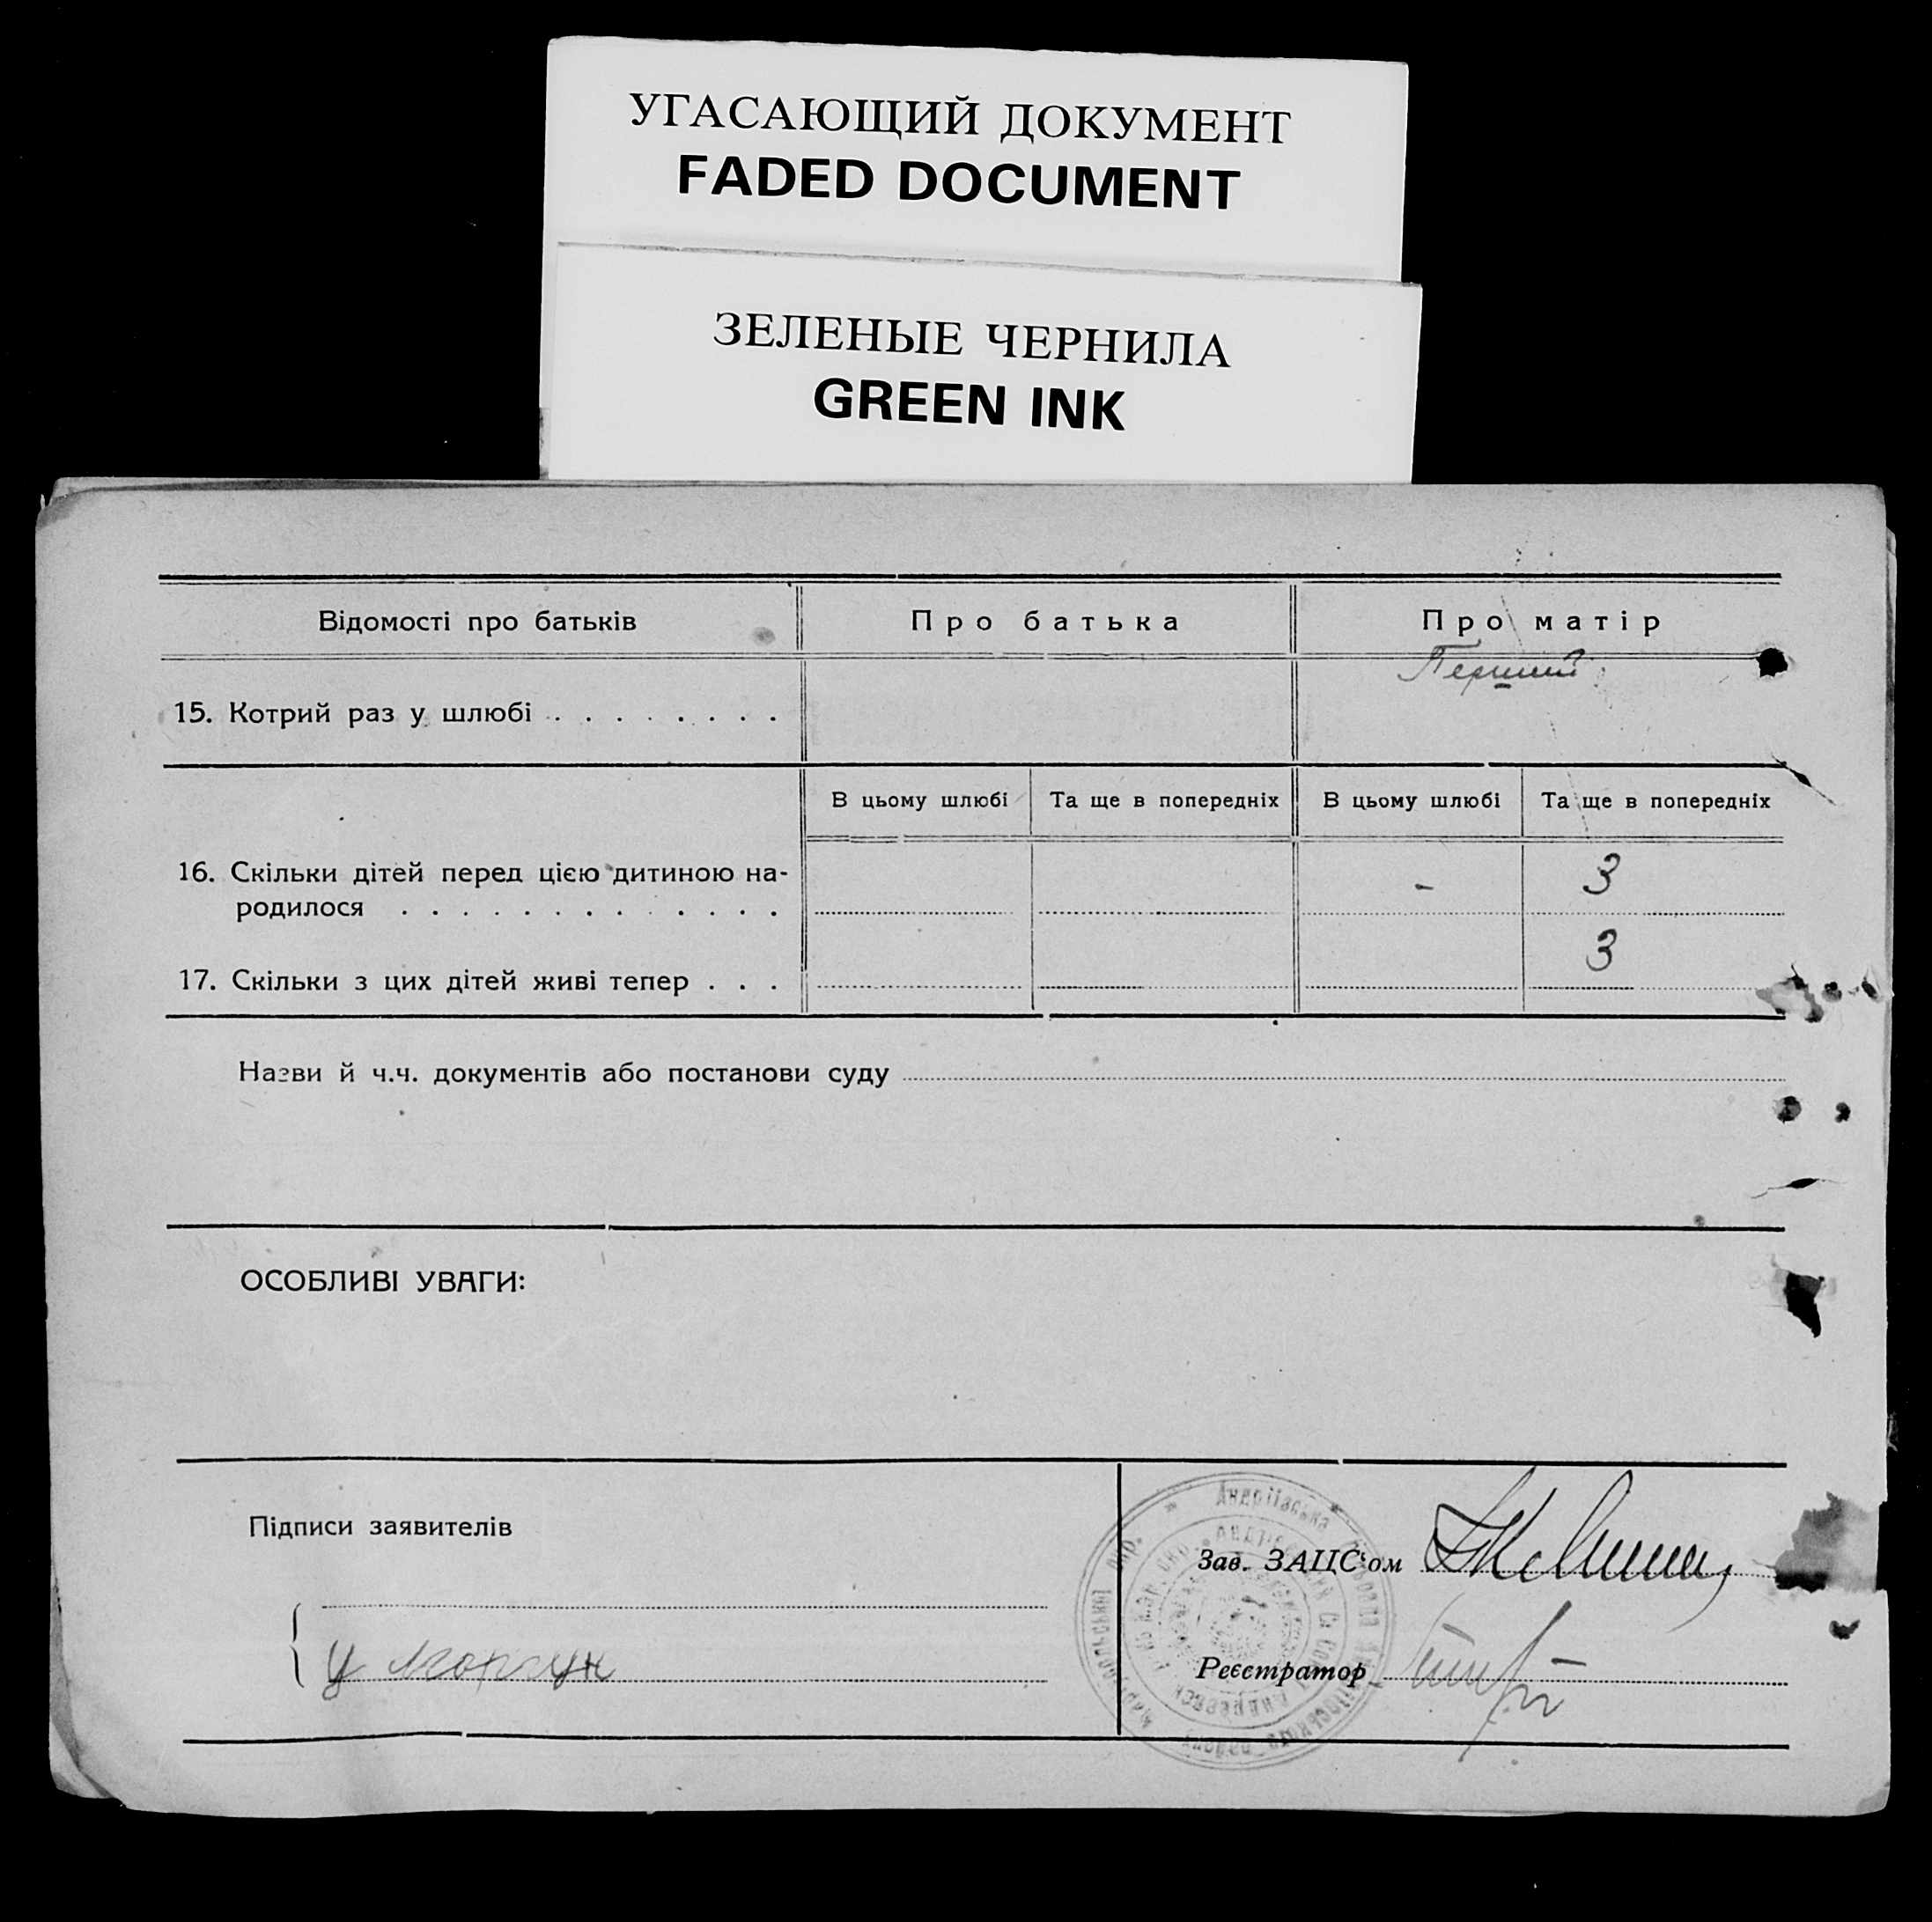 УГАСАЮЩИЙ ДОКУМЕНТ
FADED DOCUMENT
ЗЕЛЕНЫЕ ЧЕРНИЛА
GREEN INK
Відомості про батьків Про батька Про матір
Перший
15. Котрий раз у шлюбі . . . . . . . .
В цьому шлюбі Та ще в попередніх В цьому шлюбі Та ще в попередніх
16. Скільки дітей перед цією дитиною на- - 3
родилося . . . . . . . . . . . . .
3
17. Скільки з цих дітей живі тепер . . .
Назви й ч.ч. документів або постанови суду
ОСОБЛИВІ УВАГИ:
Підписи заявителів
Зав. ЗАЦС'ом
У
Реєстратор